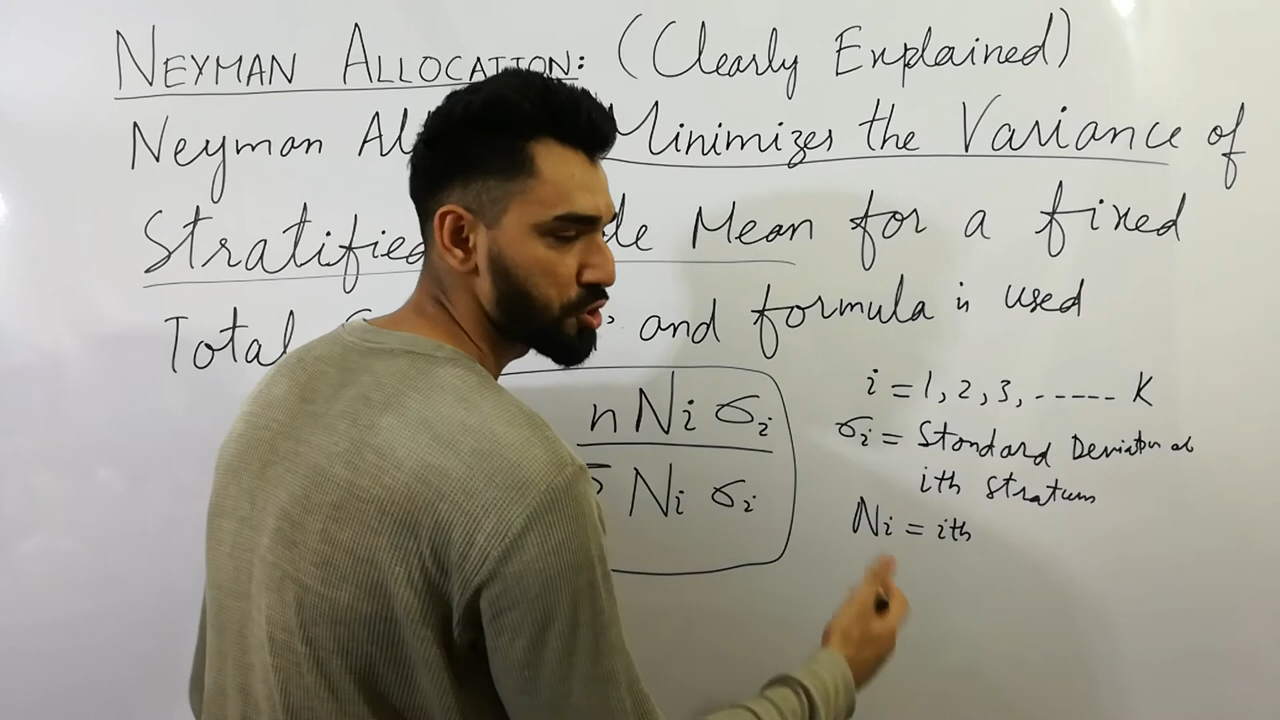 NEYMAN ALLOCATION: (Clearly Explained)
Neyman Al Minimizes the Variance of
Stratified le Mean for a fixed
Total and formula is used
n Ni σi
Σ Ni σi
i = 1, 2, 3, ----- K
σi = Standard Deviation of
ith stratum
Ni = ith